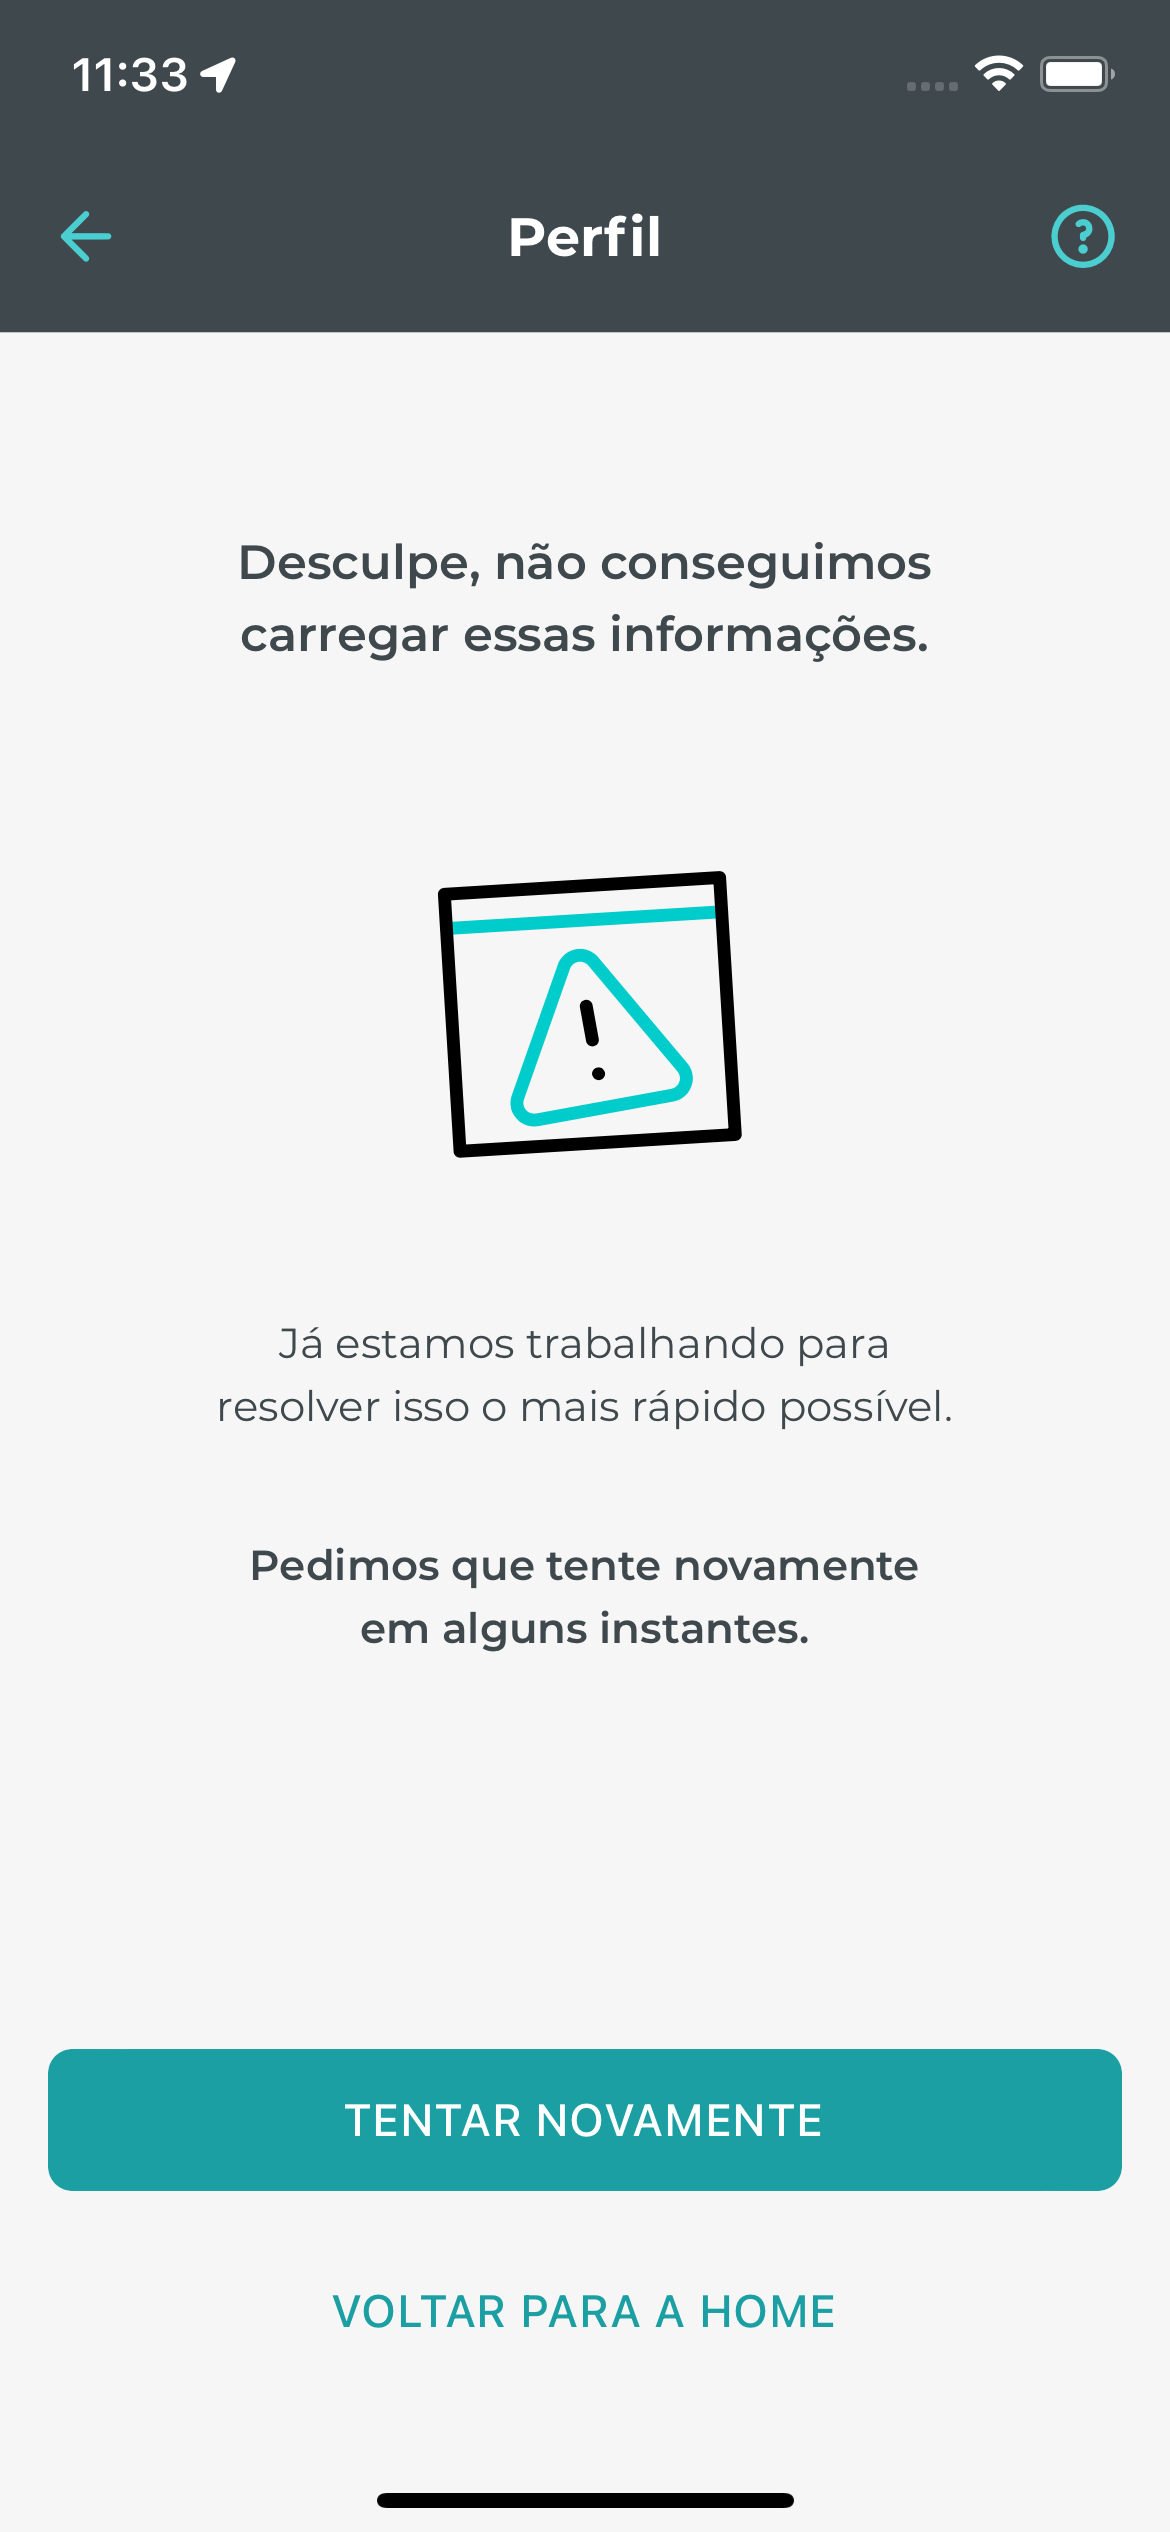 11:33
Perfil
Desculpe, não conseguimos
carregar essas informações.
Já estamos trabalhando para
resolver isso o mais rápido possível.
Pedimos que tente novamente
em alguns instantes.
TENTAR NOVAMENTE
VOLTAR PARA A HOME